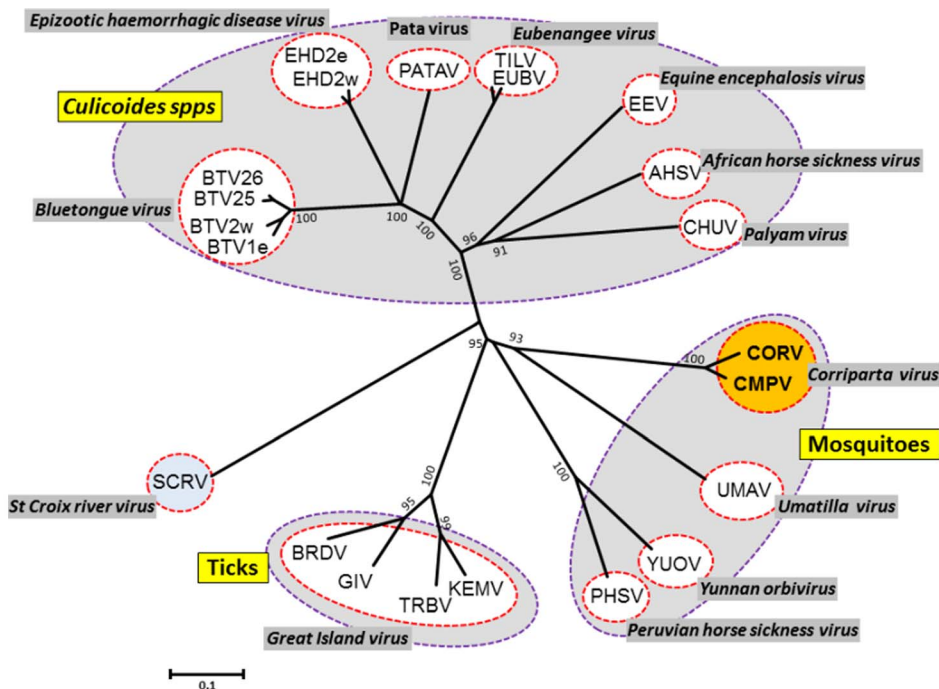 Epizootic haemorrhagic disease virus
Pata virus
Eubenangee virus
EHD2e
EHD2w
PATAV
TILV
EUBV
Equine encephalosis virus
EEV
Culicoides spps
African horse sickness virus
AHSV
BTV26
BTV25
BTV2w
BTV1e
Bluetongue virus
CHUV
Palyam virus
100
100
100
96
91
100
95
93
100
CORV
CMPV
Corriparta virus
Mosquitoes
SCRV
St Croix river virus
UMAV
Umatilla virus
100
100
95
99
Ticks
BRDV
GIV
TRBV
KEMV
Great Island virus
YUOV
Yunnan orbivirus
PHSV
Peruvian horse sickness virus
0.1